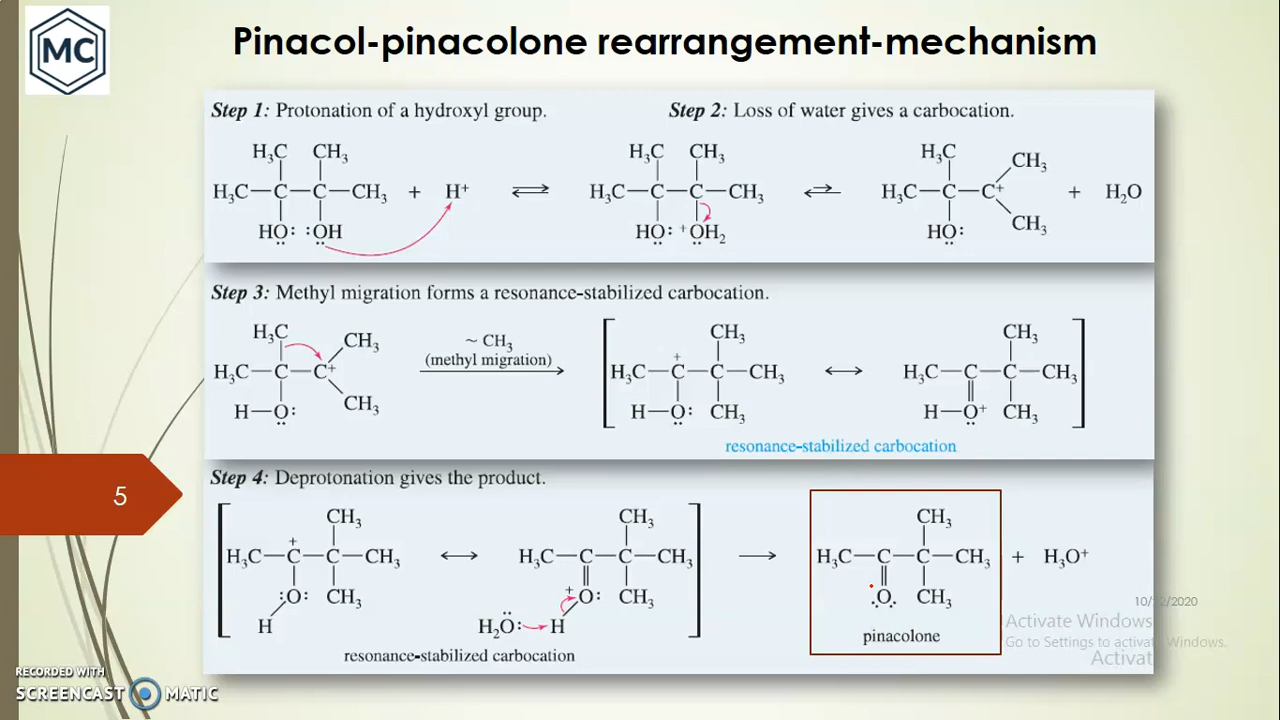 MC
Pinacol-pinacolone rearrangement-mechanism
Step 1: Protonation of a hydroxyl group.
Step 2: Loss of water gives a carbocation.
H₃C CH₃
H₃C—C—C—CH₃ + H⁺
HO: :OH
H₃C CH₃
H₃C—C—C—CH₃
HO: ⁺OH₂
H₃C CH₃
H₃C—C—C⁺ + H₂O
HO: CH₃
Step 3: Methyl migration forms a resonance-stabilized carbocation.
H₃C CH₃
H₃C—C—C⁺
H—O: CH₃
~ CH₃
(methyl migration)
CH₃
H₃C—C—C—CH₃
+
H—O: CH₃
CH₃
H₃C—C—C—CH₃
H—O⁺ CH₃
resonance-stabilized carbocation
Step 4: Deprotonation gives the product.
CH₃
+
H₃C—C—C—CH₃
:O: CH₃
H
CH₃
H₃C—C—C—CH₃
+O: CH₃
H₂O: H
resonance-stabilized carbocation
CH₃
H₃C—C—C—CH₃ + H₃O⁺
O CH₃
pinacolone
5
Activate Windows
Go to Settings to activate Windows.
Activat
RECORDED WITH
SCREENCAST MATIC